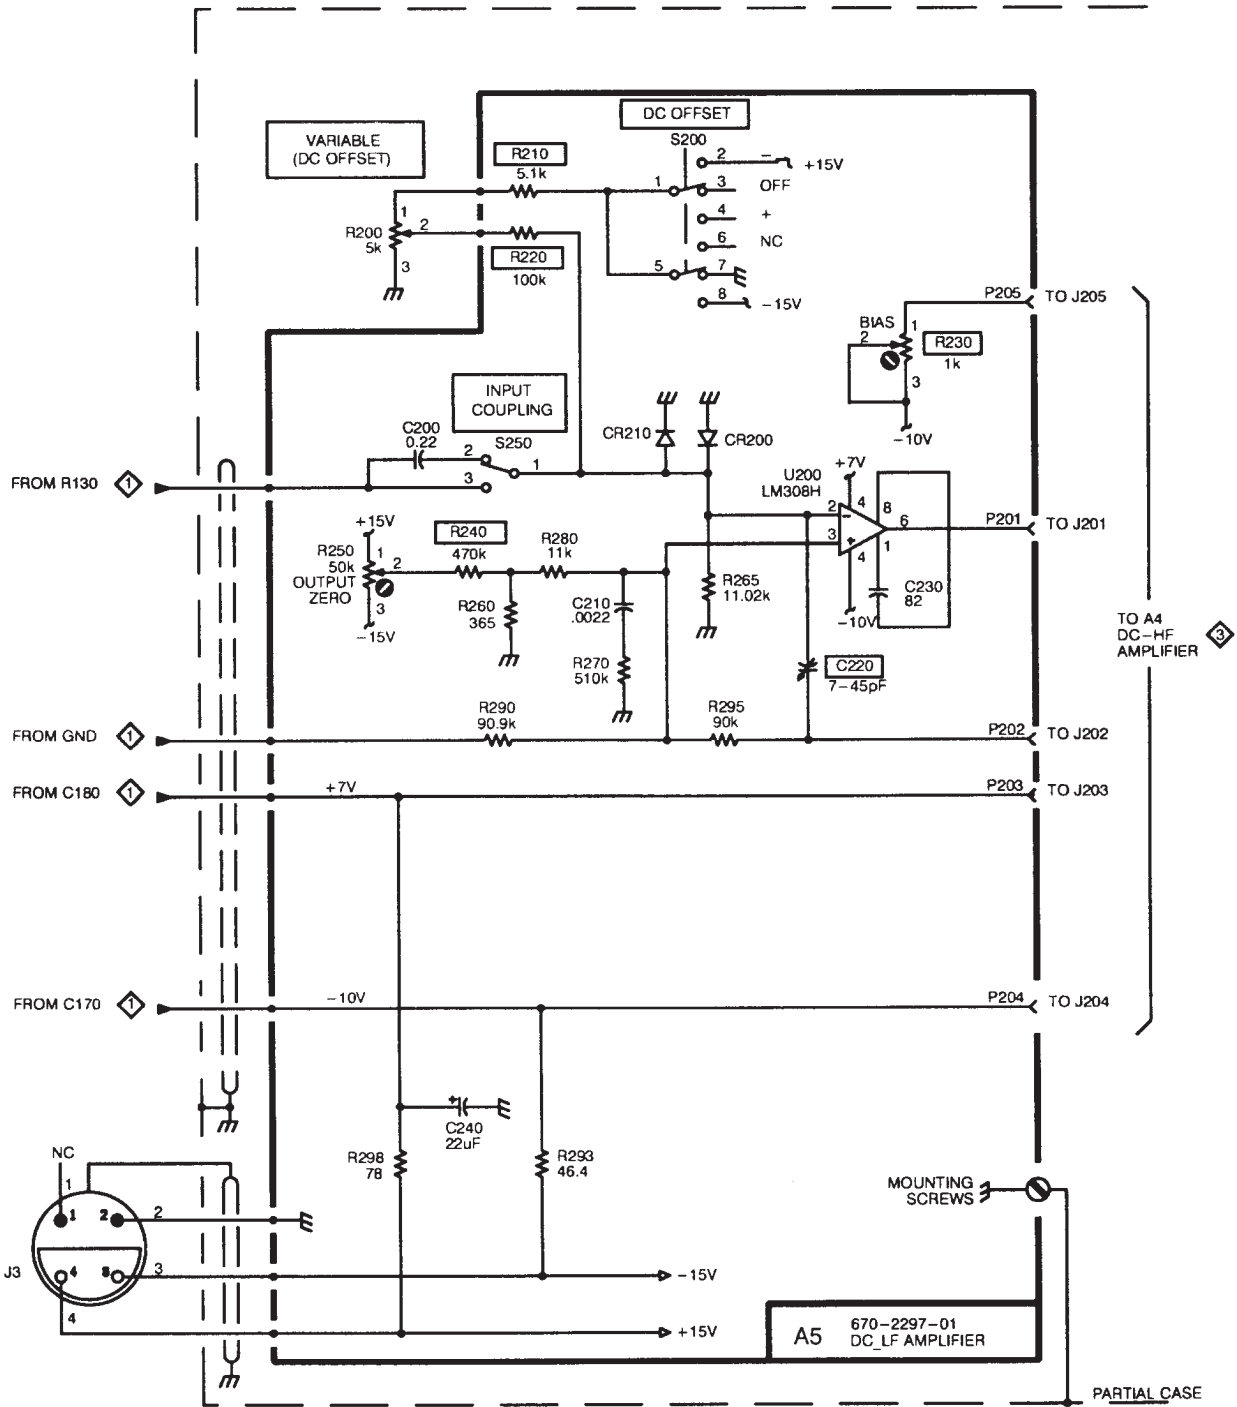 DC OFFSET
VARIABLE
(DC OFFSET)
S200
R210
5.1k
2
–
+15V
1
3
OFF
1
2
4
+
R200
5k
R220
100k
6
NC
3
5
7
8
–15V
P205
TO J205
BIAS
2
1
R230
1k
3
–10V
INPUT
COUPLING
C200
0.22
S250
2
1
3
CR210
CR200
FROM R130
1
+7V
U200
LM308H
2
–
4
8
3
+
6
4
1
P201
TO J201
+15V
R250
50k
OUTPUT
ZERO
1
2
3
–15V
R240
470k
R280
11k
R260
365
C210
.0022
R265
11.02k
C230
82
–10V
R270
510k
C220
7–45pF
TO A4
DC–HF
AMPLIFIER
3
R290
90.9k
R295
90k
FROM GND
1
P202
TO J202
FROM C180
1
+7V
P203
TO J203
FROM C170
1
–10V
P204
TO J204
+
C240
22uF
R298
78
R293
46.4
NC
1
1
2
2
J3
4
3
3
4
MOUNTING
SCREWS
–15V
+15V
A5
670–2297–01
DC_LF AMPLIFIER
PARTIAL CASE